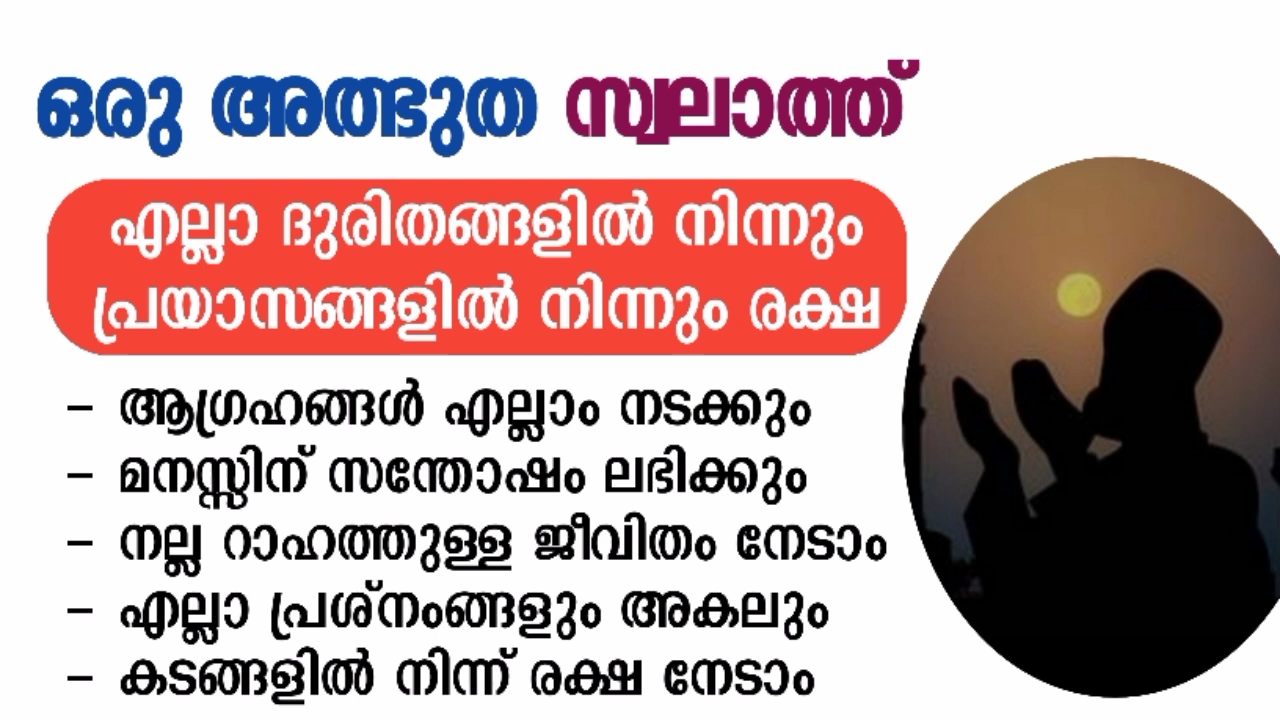 ഒരു അത്ഭുത സ്വലാത്ത്
എല്ലാ ദുരിതങ്ങളിൽ നിന്നും
പ്രയാസങ്ങളിൽ നിന്നും രക്ഷ
- ആഗ്രഹങ്ങൾ എല്ലാം നടക്കും
- മനസ്സിന് സന്തോഷം ലഭിക്കും
- നല്ല റാഹത്തുള്ള ജീവിതം നേടാം
- എല്ലാ പ്രശ്നംങ്ങളും അകലും
- കടങ്ങളിൽ നിന്ന് രക്ഷ നേടാം